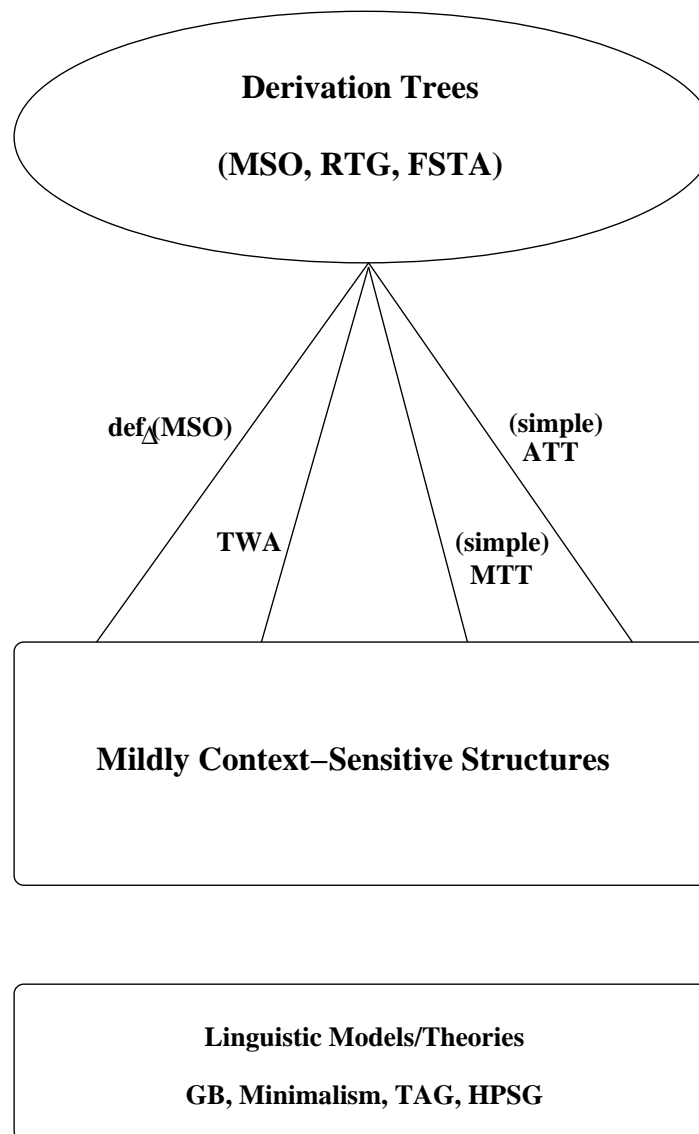 Derivation Trees
(MSO, RTG, FSTA)
def_Δ(MSO)
(simple)
ATT
TWA
(simple)
MTT
Mildly Context−Sensitive Structures
Linguistic Models/Theories
GB, Minimalism, TAG, HPSG